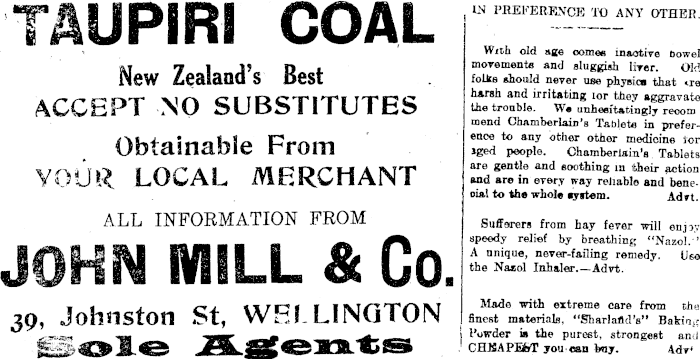 TAUPIRI COAL
New Zealand's Best
ACCEPT NO SUBSTITUTES
Obtainable From
YOUR LOCAL MERCHANT
ALL INFORMATION FROM
JOHN MILL & Co.
39, Johnston St, WELLINGTON
Sole Agents
IN PREFERENCE TO ANY OTHER.
With old age comes inactive bowel
movements and sluggish liver. Old
folks should never use physics that are
harsh and irritating for they aggravate
the trouble. We unhesitatingly recom
mend Chamberlain's Tablets in prefer-
ence to any other other medicine for
aged people. Chamberlain's Tablets
are gentle and soothing in their action
and are in every way reliable and bene-
cial to the whole system. Advt.
Sufferers from hay fever will enjoy
speedy relief by breathing "Nazol."
A unique, never-failing remedy. Use
the Nazol Inhaler.—Advt.
Made with extreme care from the
finest materials, "Sharland's" Baking
Powder is the purest, strongest and
CHEAPEST you can buy. Advt